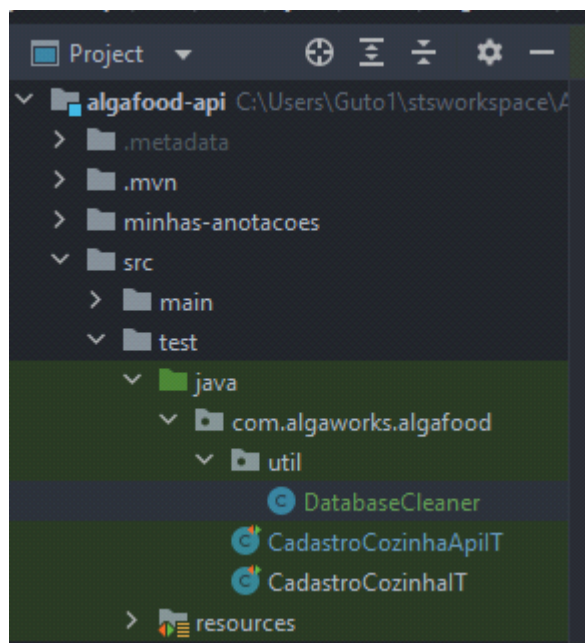 Project
algafood-api C:\Users\Guto1\stsworkspace\A
.metadata
.mvn
minhas-anotacoes
src
main
test
java
com.algaworks.algafood
util
C DatabaseCleaner
C CadastroCozinhaApiIT
C CadastroCozinhaIT
resources